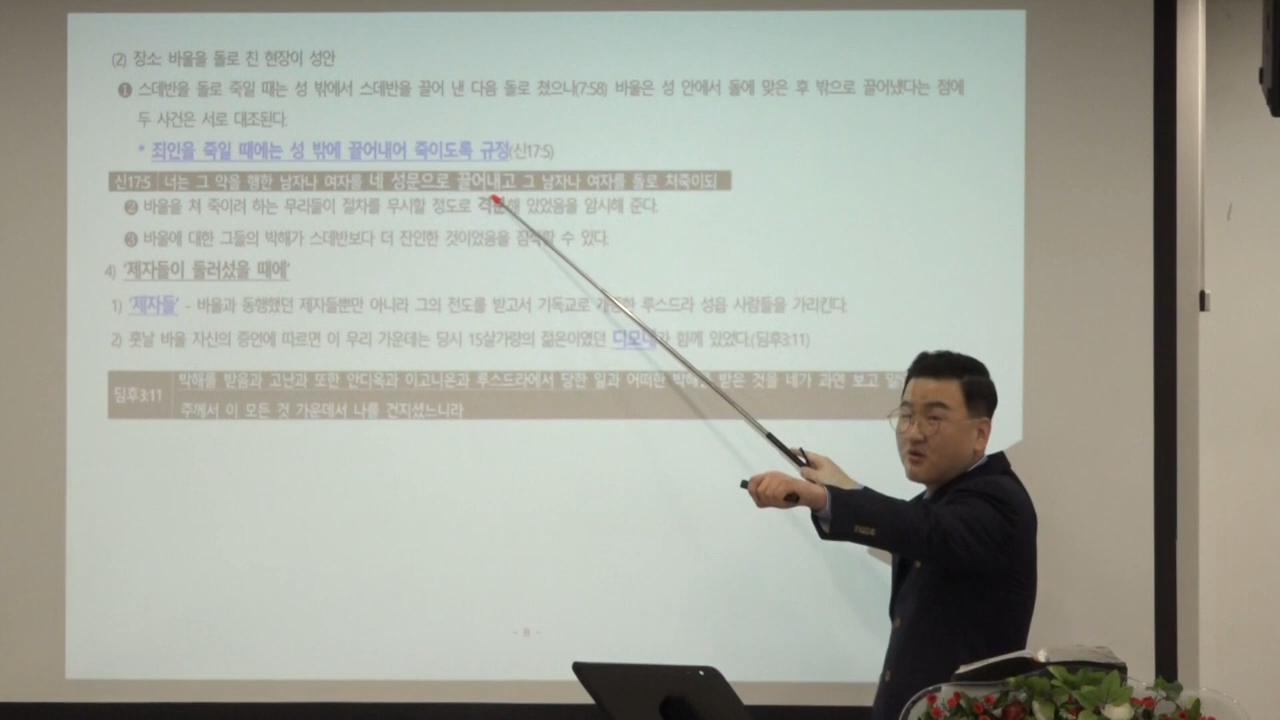 (2) 장소: 바울을 돌로 친 현장이 성안
❶ 스데반을 돌로 죽일 때는 성 밖에서 스데반을 끌어 낸 다음 돌로 쳤으나(7:58) 바울은 성 안에서 돌에 맞은 후 밖으로 끌어냈다는 점에
두 사건은 서로 대조된다.
* 죄인을 죽일 때에는 성 밖에 끌어내어 죽이도록 규정(신17:5)
신17:5 너는 그 악을 행한 남자나 여자를 네 성문으로 끌어내고 그 남자나 여자를 돌로 쳐죽이되
❷ 바울을 쳐 죽이려 하는 무리들이 절차를 무시할 정도로 격분해 있었음을 암시해 준다.
❸ 바울에 대한 그들의 박해가 스데반보다 더 잔인한 것이었음을 짐작할 수 있다.
4) '제자들이 둘러섰을 때에'
1) '제자들' - 바울과 동행했던 제자들뿐만 아니라 그의 전도를 받고서 기독교로 개종한 루스드라 성읍 사람들을 가리킨다.
2) 훗날 바울 자신의 증언에 따르면 이 무리 가운데는 당시 15살가량의 젊은이였던 디모데가 함께 있었다.(딤후3:11)
딤후3:11 박해를 받음과 고난과 또한 안디옥과 이고니온과 루스드라에서 당한 일과 어떠한 박해를 받은 것을 네가 과연 보고
주께서 이 모든 것 가운데서 나를 건지셨느니라
- 8 -